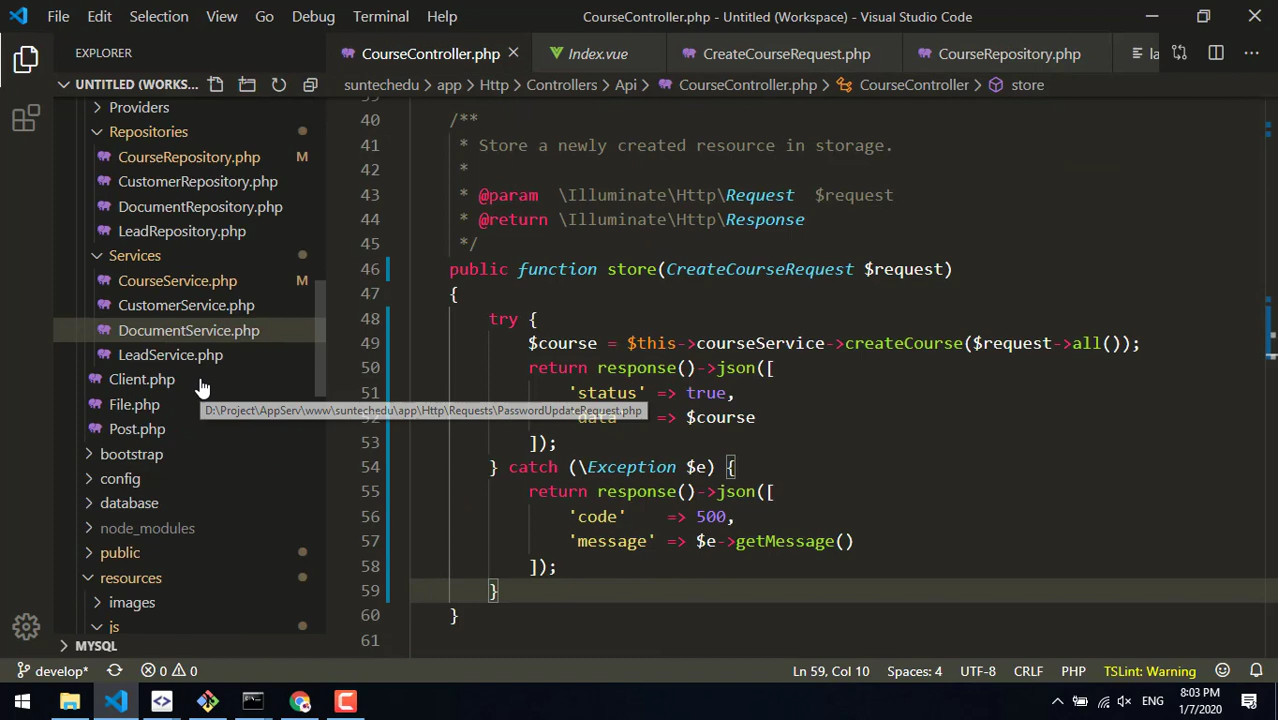 File Edit Selection View Go Debug Terminal Help CourseController.php - Untitled (Workspace) - Visual Studio Code
EXPLORER
UNTITLED (WORKS...
Providers
Repositories
CourseRepository.php M
CustomerRepository.php
DocumentRepository.php
LeadRepository.php
Services
CourseService.php M
CustomerService.php
DocumentService.php
LeadService.php
Client.php
File.php
Post.php
bootstrap
config
database
node_modules
public
resources
images
js
MYSQL
D:\Project\AppServ\www\suntechedu\app\Http\Requests\PasswordUpdateRequest.php
CourseController.php Index.vue CreateCourseRequest.php CourseRepository.php la
suntechedu > app > Http > Controllers > Api > CourseController.php > CourseController > store
40 /**
41 * Store a newly created resource in storage.
42 *
43 * @param \Illuminate\Http\Request $request
44 * @return \Illuminate\Http\Response
45 */
46 public function store(CreateCourseRequest $request)
47 {
48 try {
49 $course = $this->courseService->createCourse($request->all());
50 return response()->json([
51 'status' => true,
52 'data' => $course
53 ]);
54 } catch (\Exception $e) {
55 return response()->json([
56 'code' => 500,
57 'message' => $e->getMessage()
58 ]);
59 }
60 }
61
develop* 0 0 Ln 59, Col 10 Spaces: 4 UTF-8 CRLF PHP TSLint: Warning
ENG 8:03 PM
1/7/2020